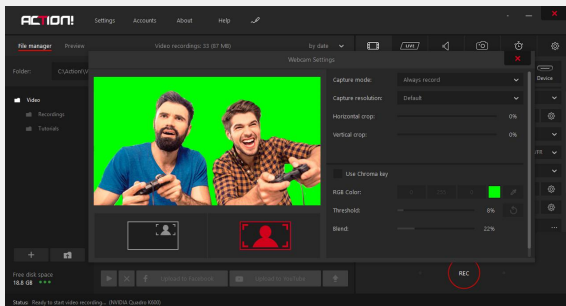 ACTION!
Settings Accounts About Help
File manager Preview Video recordings: 33 (87 MB) by date LIVE
Webcam Settings
Folder: C:\Action!\ Device
Capture mode: Always record
Capture resolution: Default
Video
Recordings
Horizontal crop: 0%
Tutorials
Vertical crop: 0%
Use Chroma key
RGB Color:
Threshold: 8%
Blend: 22%
Upload to Facebook Upload to YouTube
REC
Free disk space
18.8 GB
Status: Ready to start video recording... (NVIDIA Quadro K600)